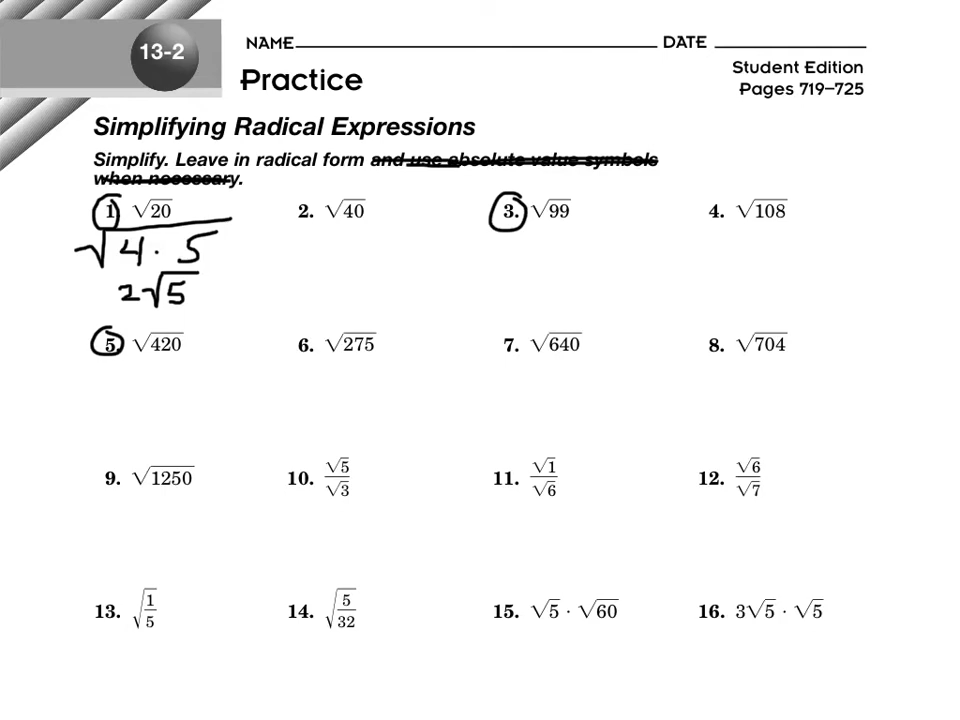 13-2
NAME DATE
Practice
Student Edition
Pages 719–725
Simplifying Radical Expressions
Simplify. Leave in radical form and use absolute value symbols
when necessary.
1. √20 2. √40 3. √99 4. √108
√4 · 5
2√5
5. √420 6. √275 7. √640 8. √704
9. √1250 10. √5/√3 11. √1/√6 12. √6/√7
13. √(1/5) 14. √(5/32) 15. √5 · √60 16. 3√5 · √5